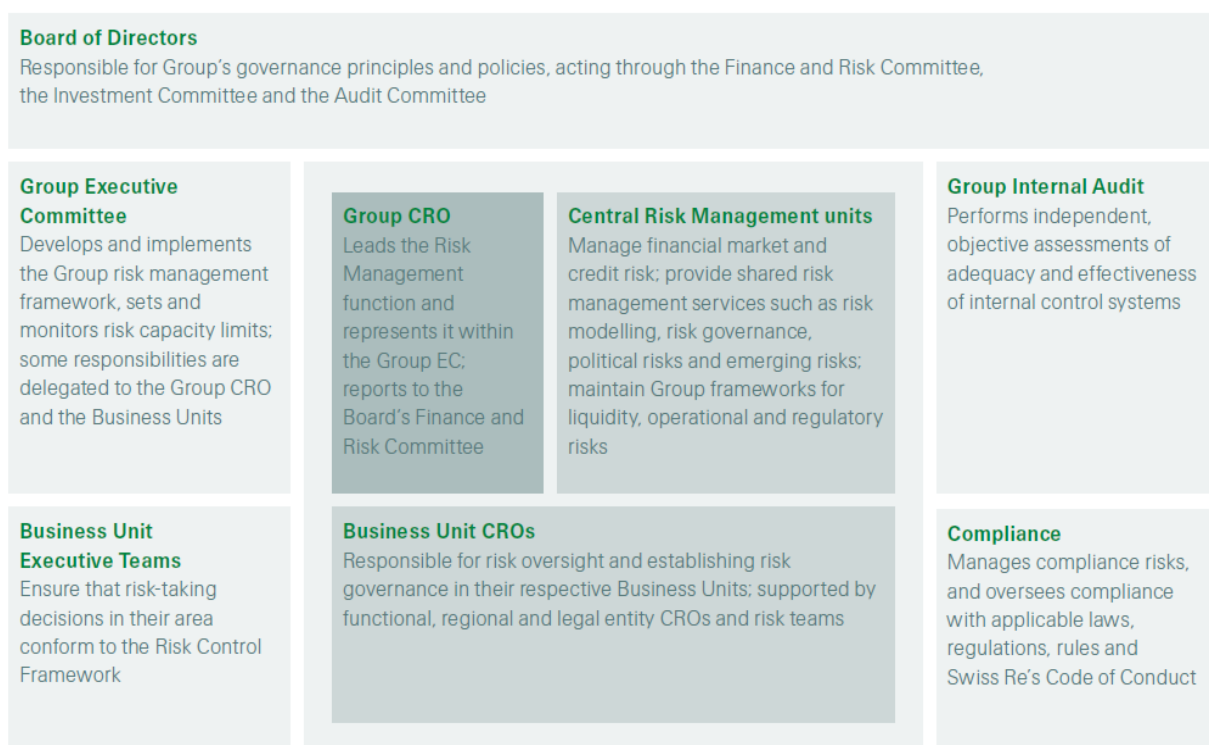 Board of Directors
Responsible for Group's governance principles and policies, acting through the Finance and Risk Committee,
the Investment Committee and the Audit Committee
Group Executive
Committee
Develops and implements
the Group risk management
framework, sets and
monitors risk capacity limits;
some responsibilities are
delegated to the Group CRO
and the Business Units
Group CRO
Leads the Risk
Management
function and
represents it within
the Group EC;
reports to the
Board's Finance and
Risk Committee
Central Risk Management units
Manage financial market and
credit risk; provide shared risk
management services such as risk
modelling, risk governance,
political risks and emerging risks;
maintain Group frameworks for
liquidity, operational and regulatory
risks
Group Internal Audit
Performs independent,
objective assessments of
adequacy and effectiveness
of internal control systems
Business Unit
Executive Teams
Ensure that risk-taking
decisions in their area
conform to the Risk Control
Framework
Business Unit CROs
Responsible for risk oversight and establishing risk
governance in their respective Business Units; supported by
functional, regional and legal entity CROs and risk teams
Compliance
Manages compliance risks,
and oversees compliance
with applicable laws,
regulations, rules and
Swiss Re's Code of Conduct